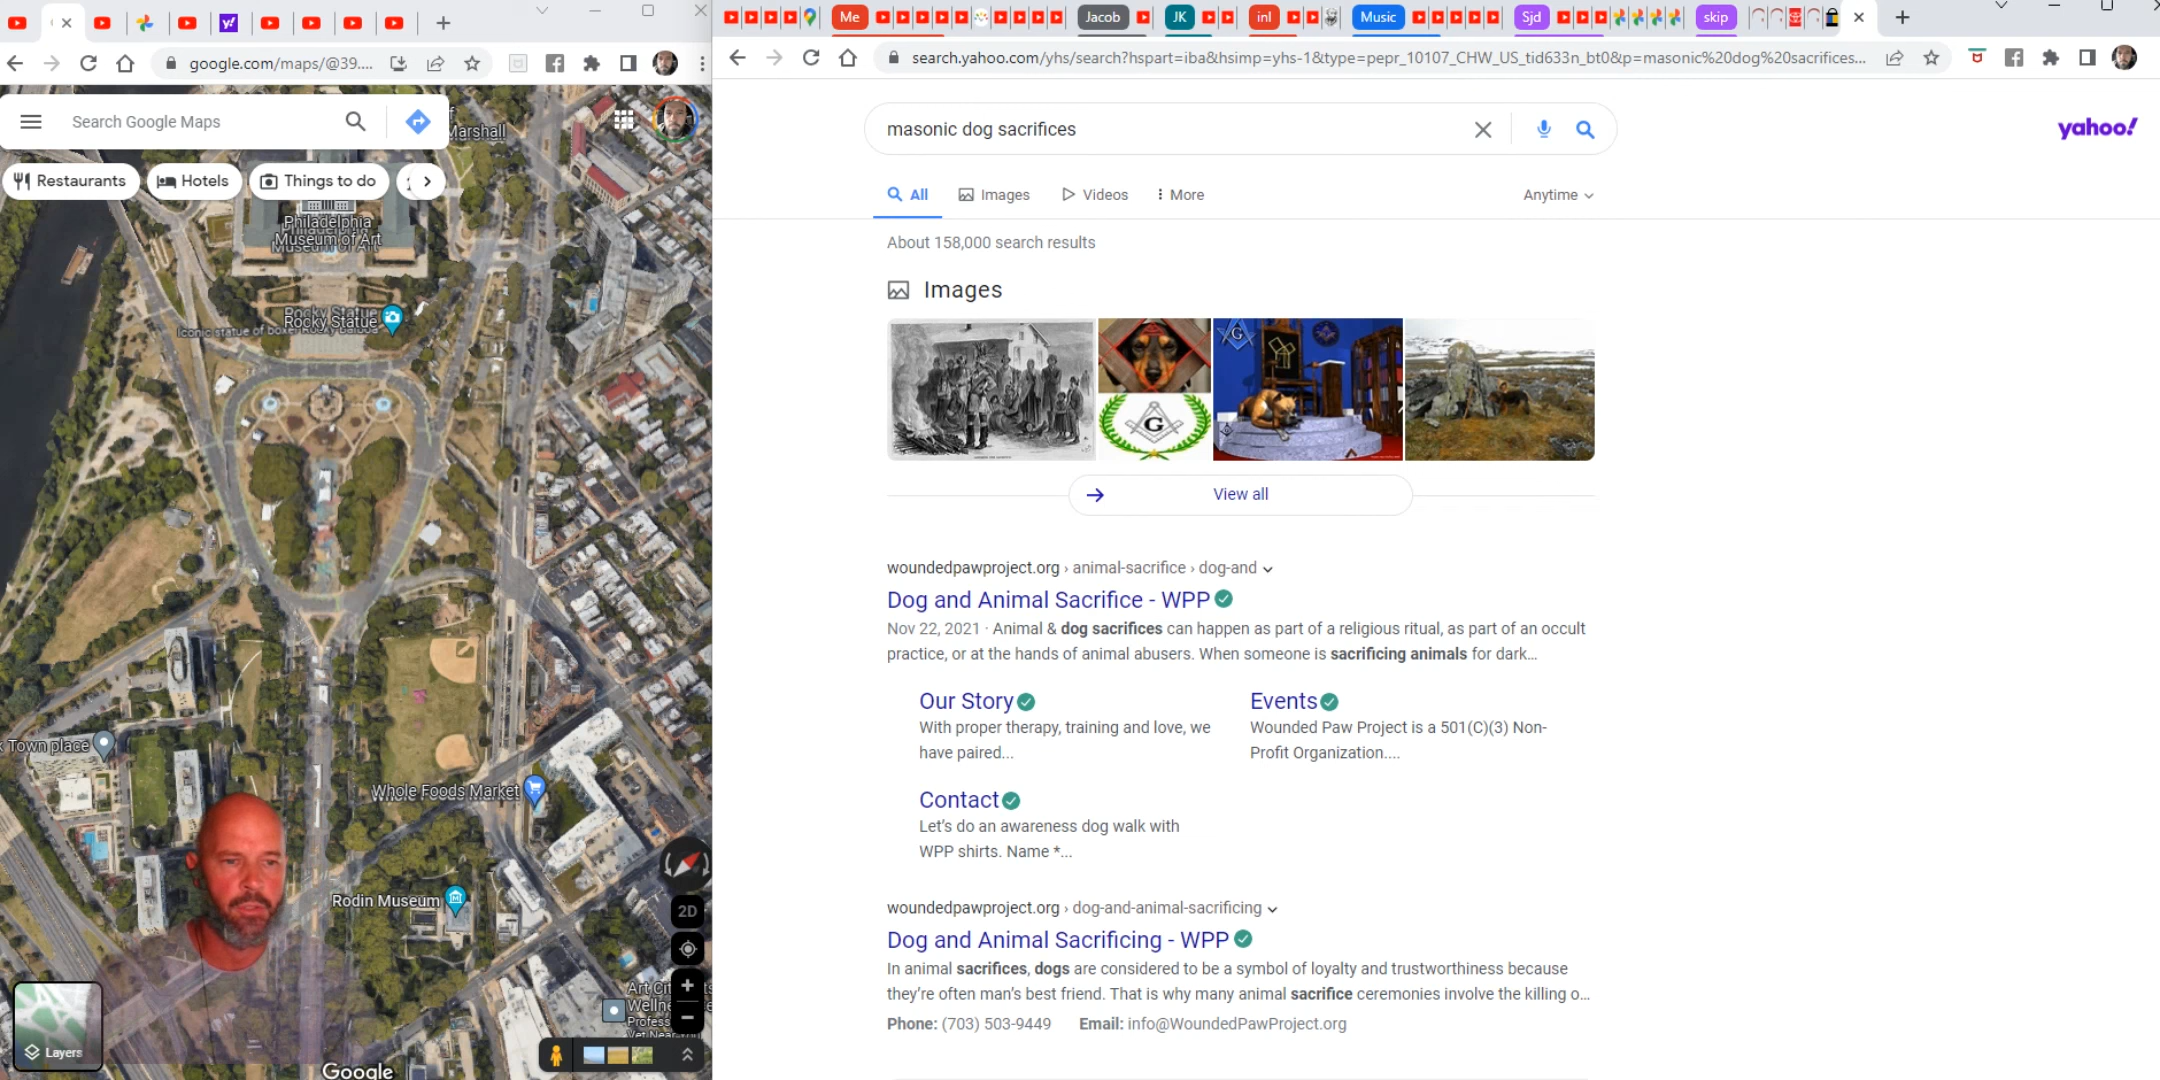 google.com/maps/@39....
Search Google Maps
Marshall
Restaurants
Hotels
Things to do
Philadelphia
Museum of Art
Rocky Statue
Iconic statue of boxer Rocky Balboa
Town place
Whole Foods Market
Rodin Museum
2D
Layers
Google
Me
Jacob
JK
inl
Music
Sjd
skip
search.yahoo.com/yhs/search?hspart=iba&hsimp=yhs-1&type=pepr_10107_CHW_US_tid633n_bt0&p=masonic%20dog%20sacrifices...
masonic dog sacrifices
yahoo!
All
Images
Videos
More
Anytime
About 158,000 search results
Images
G
G
View all
woundedpawproject.org › animal-sacrifice › dog-and
Dog and Animal Sacrifice - WPP
Nov 22, 2021 · Animal & dog sacrifices can happen as part of a religious ritual, as part of an occult
practice, or at the hands of animal abusers. When someone is sacrificing animals for dark...
Our Story
With proper therapy, training and love, we
have paired...
Events
Wounded Paw Project is a 501(C)(3) Non-
Profit Organization....
Contact
Let's do an awareness dog walk with
WPP shirts. Name *...
woundedpawproject.org › dog-and-animal-sacrificing
Dog and Animal Sacrificing - WPP
In animal sacrifices, dogs are considered to be a symbol of loyalty and trustworthiness because
they're often man's best friend. That is why many animal sacrifice ceremonies involve the killing o...
Phone: (703) 503-9449 Email: info@WoundedPawProject.org